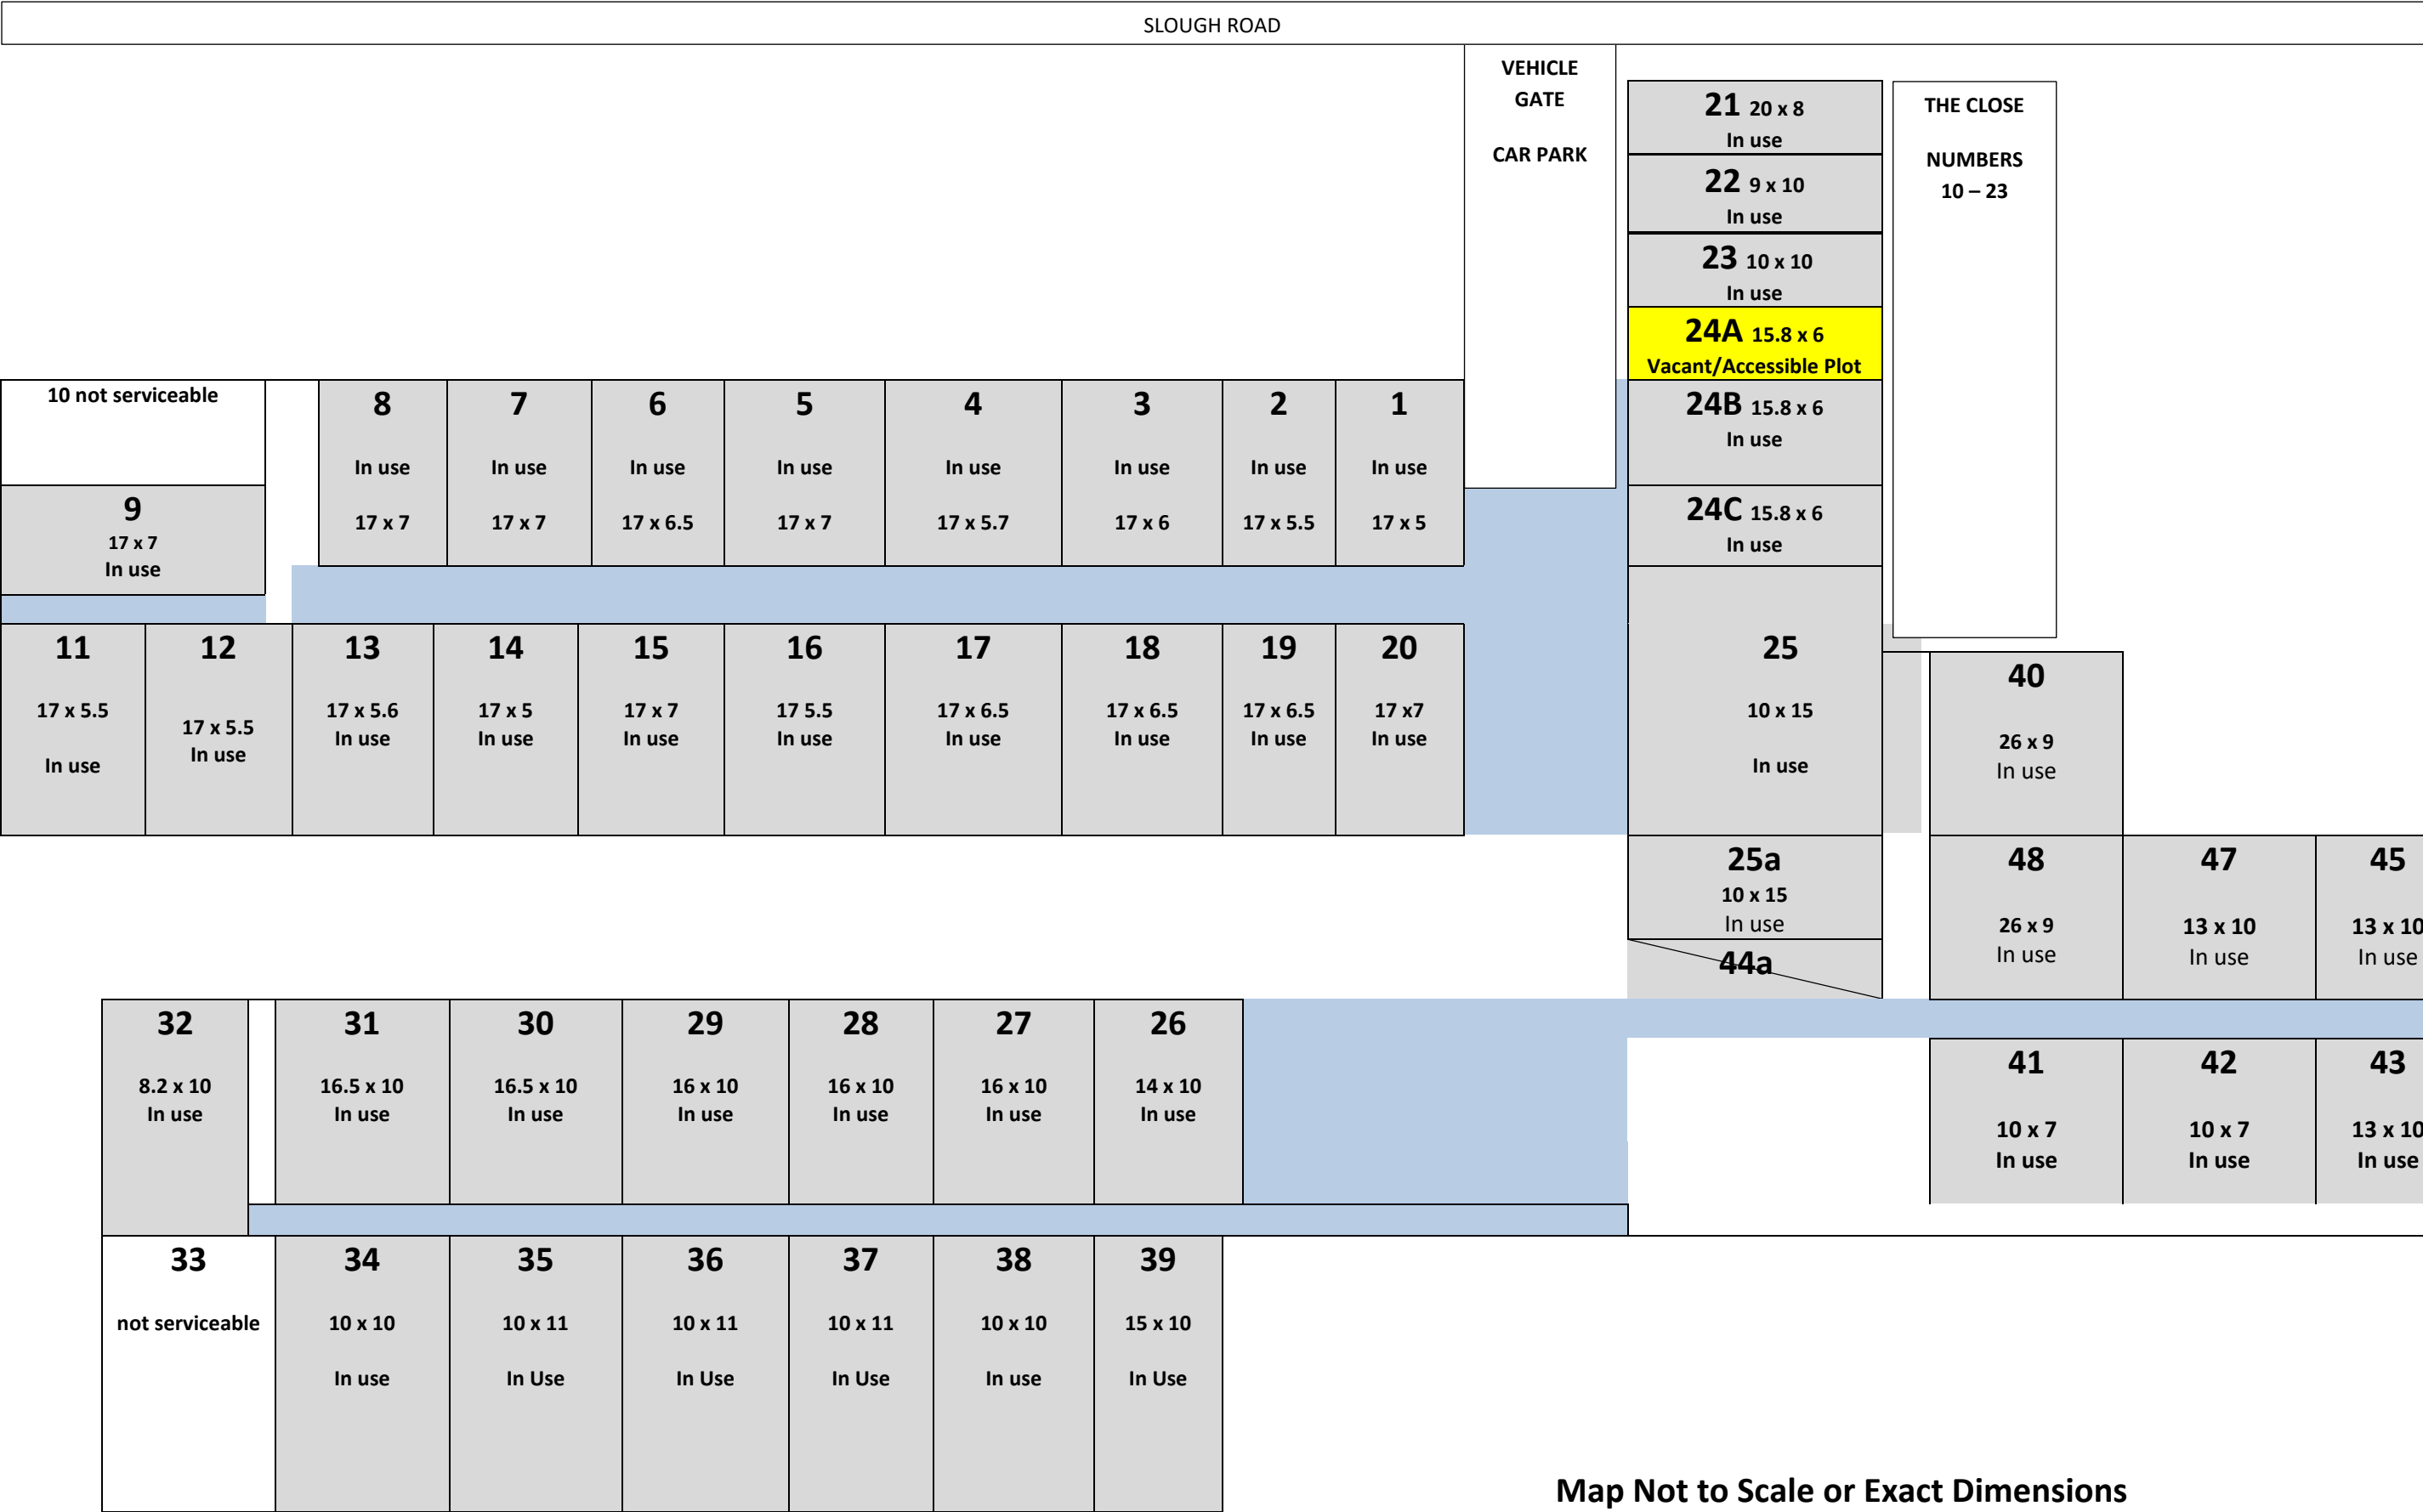 SLOUGH ROAD
VEHICLE
GATE
CAR PARK
21 20 x 8
In use
22 9 x 10
In use
23 10 x 10
In use
24A 15.8 x 6
Vacant/Accessible Plot
24B 15.8 x 6
In use
24C 15.8 x 6
In use
THE CLOSE
NUMBERS
10 – 23
10 not serviceable
9
17 x 7
In use
8
In use
17 x 7
7
In use
17 x 7
6
In use
17 x 6.5
5
In use
17 x 7
4
In use
17 x 5.7
3
In use
17 x 6
2
In use
17 x 5.5
1
In use
17 x 5
11
17 x 5.5
In use
12
17 x 5.5
In use
13
17 x 5.6
In use
14
17 x 5
In use
15
17 x 7
In use
16
17 5.5
In use
17
17 x 6.5
In use
18
17 x 6.5
In use
19
17 x 6.5
In use
20
17 x7
In use
25
10 x 15
In use
40
26 x 9
In use
25a
10 x 15
In use
44a
48
26 x 9
In use
47
13 x 10
In use
45
13 x 10
In use
32
8.2 x 10
In use
31
16.5 x 10
In use
30
16.5 x 10
In use
29
16 x 10
In use
28
16 x 10
In use
27
16 x 10
In use
26
14 x 10
In use
41
10 x 7
In use
42
10 x 7
In use
43
13 x 10
In use
33
not serviceable
34
10 x 10
In use
35
10 x 11
In Use
36
10 x 11
In Use
37
10 x 11
In Use
38
10 x 10
In use
39
15 x 10
In Use
Map Not to Scale or Exact Dimensions